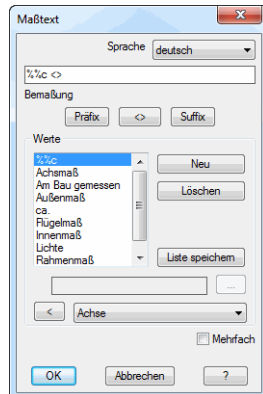 Maßtext
Sprache deutsch
%%c <>
Bemaßung
Präfix <> Suffix
Werte
%%c
Achsmaß
Am Bau gemessen
Außenmaß
ca.
Flügelmaß
Innenmaß
Lichte
Rahmenmaß
Neu
Löschen
Liste speichern
...
< Achse
Mehrfach
OK Abbrechen ?